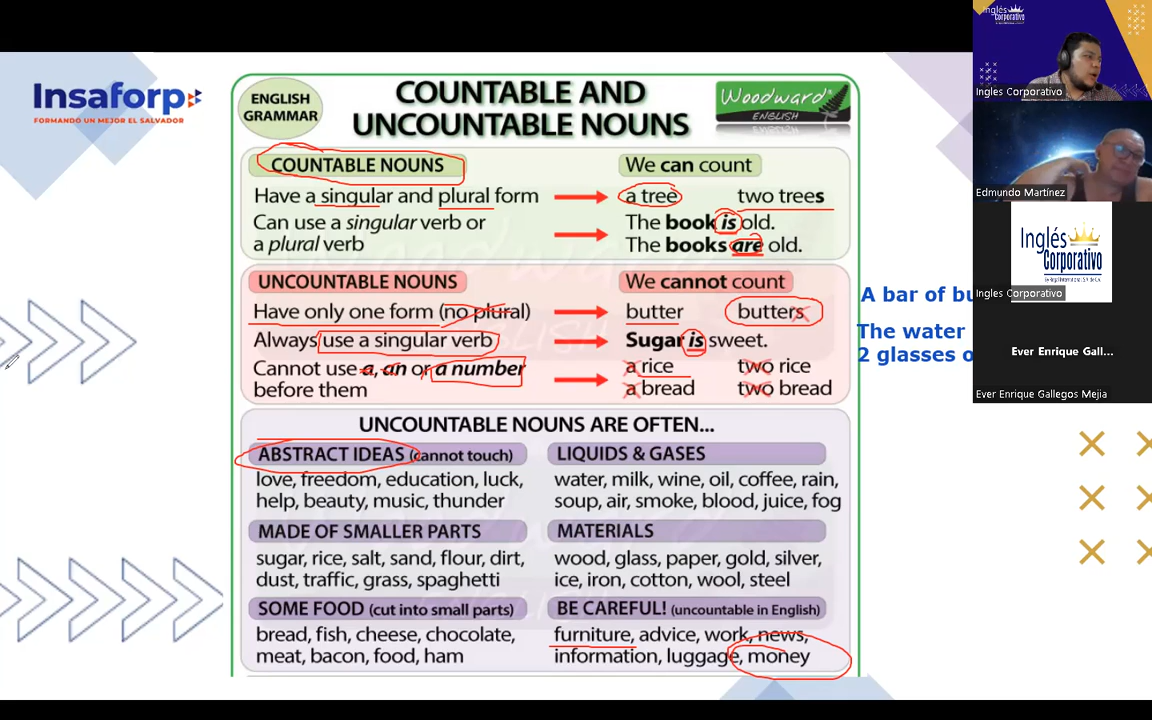 Insaforp
FORMANDO UN MEJOR EL SALVADOR
ENGLISH
GRAMMAR
COUNTABLE AND
UNCOUNTABLE NOUNS
Woodward
ENGLISH
COUNTABLE NOUNS
We can count
Have a singular and plural form
a tree two trees
Can use a singular verb or
a plural verb
The book is old.
The books are old.
UNCOUNTABLE NOUNS
We cannot count
Have only one form (no plural)
butter butters
Always use a singular verb
Sugar is sweet.
Cannot use a, an or a number
before them
a rice two rice
a bread two bread
UNCOUNTABLE NOUNS ARE OFTEN...
ABSTRACT IDEAS (cannot touch)
love, freedom, education, luck,
help, beauty, music, thunder
LIQUIDS & GASES
water, milk, wine, oil, coffee, rain,
soup, air, smoke, blood, juice, fog
MADE OF SMALLER PARTS
sugar, rice, salt, sand, flour, dirt,
dust, traffic, grass, spaghetti
MATERIALS
wood, glass, paper, gold, silver,
ice, iron, cotton, wool, steel
SOME FOOD (cut into small parts)
bread, fish, cheese, chocolate,
meat, bacon, food, ham
BE CAREFUL! (uncountable in English)
furniture, advice, work, news,
information, luggage, money
A bar of bu
The water
2 glasses o
Inglés
Corporativo
Ingles Corporativo
Edmundo Martínez
Inglés
Corporativo
Ingles Corporativo
Ever Enrique Gall...
Ever Enrique Gallegos Mejia